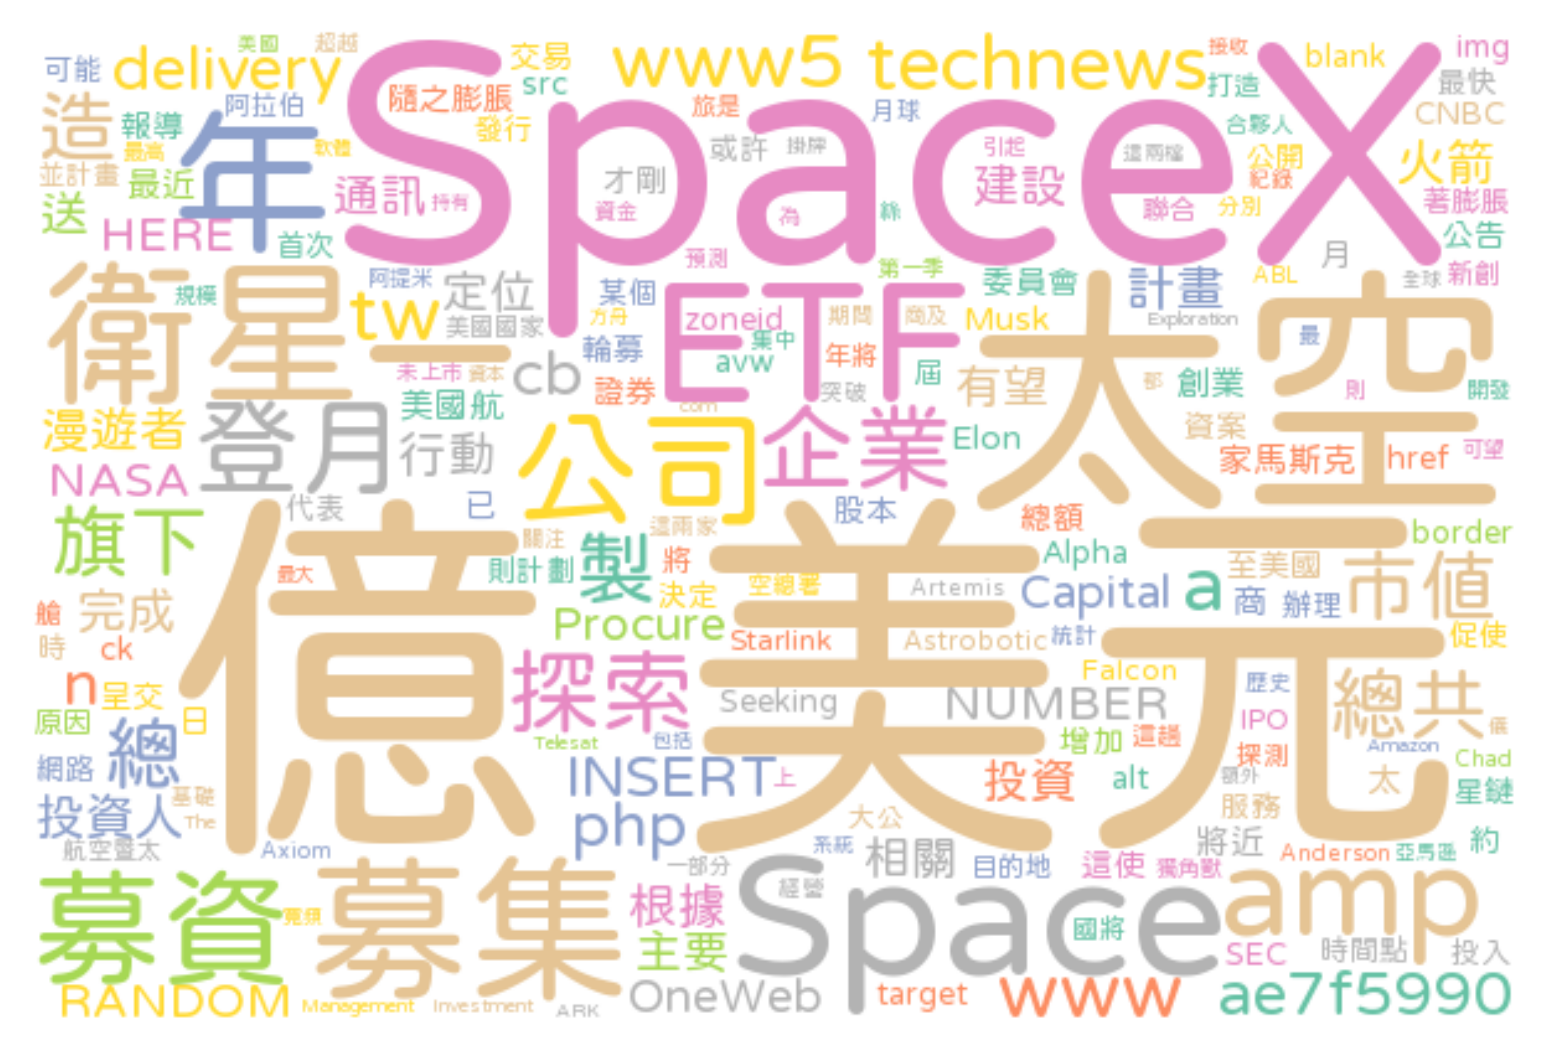 美國
超越
可能
delivery
交易
www5
technews
接收
blank
img
造
阿拉伯
隨之膨脹
src
旅是
月球
打造
最快
報導
年
SpaceX
發行
合夥人
CNBC
最高
軟體
或許
掛牌
引起
這兩檔
公開
火箭
並計畫
最近
通訊
持有
才剛
建設
紀錄
著膨脹
送
HERE
首次
資金
為
絲
聯合
分別
公告
預測
第一季
月
衛星
規模
阿提米
定位
某個
委員會
計畫
ABL
全球
新創
tw
美國國家
方舟
ETF
zoneid
期間
商及
Musk
Exploration
太空
最
一
輪募
集中
avw
年將
未上市
資本
cb
證券
突破
屆
有望
部
創業
則
開發
漫遊者
登月
美國航
com
行動
公司
企業
Elon
資案
家馬斯克
href
可望
NASA
代表
已
股本
總額
旗下
億
美元
關注
這兩家
border
最大
則計劃
製
將
Alpha
至美國
市值
空總署
Artemis
Capital
a
商
辦理
艙
完成
決定
Procure
Starlink
Astrobotic
統計
促使
時
ck
探索
Falcon
n
呈交
Seeking
NUMBER
歷史
總共
原因
日
Telesat
包括
增加
這趟
IPO
俄
總
探測
Amazon
Chad
網路
INSERT
上
投資
alt
額外
太
星鏈
投資人
基礎
The
php
大公
服務
航空暨太
Axiom
系統
相關
目的地
將近
約
一部分
這使
獨角獸
Anderson
亞馬遜
募資
寬頻
募集
根據
經營
Space
amp
主要
國將
SEC
時間點
投入
RANDOM
Management
Investment
ARK
OneWeb
target
www
ae7f5990